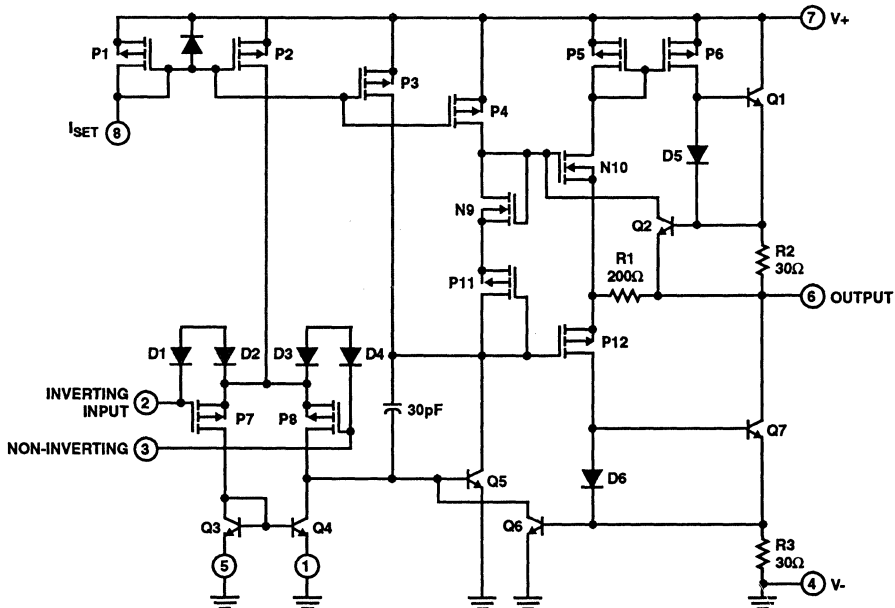 7 V+
P1
P2
P3
P4
P5
P6
Q1
ISET
8
D5
N10
N9
Q2
R2
30Ω
R1
200Ω
P11
6 OUTPUT
P12
D1
D2
D3
D4
INVERTING
INPUT
2
P7
P8
30pF
NON-INVERTING 3
Q7
Q5
D6
Q3
Q4
Q6
R3
30Ω
5
1
4 V-